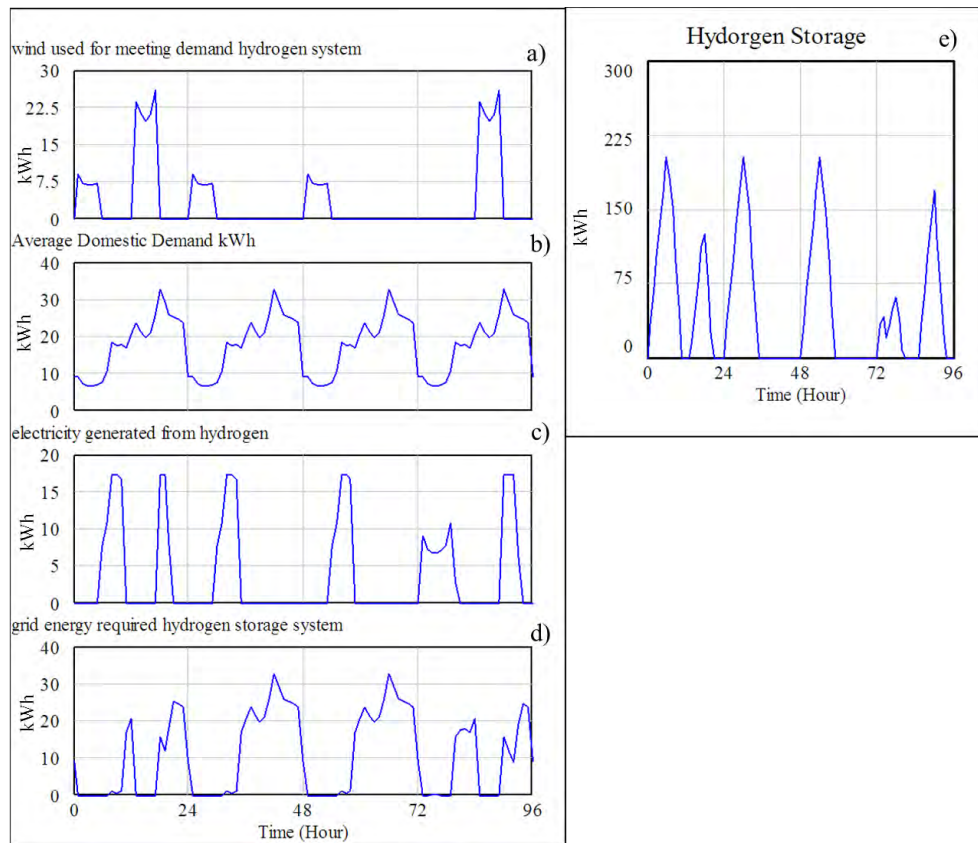 wind used for meeting demand hydrogen system
a)
30
22.5
15
7.5
0
kWh
Average Domestic Demand kWh
b)
40
30
20
10
0
kWh
electricity generated from hydrogen
c)
20
15
10
5
0
kWh
grid energy required hydrogen storage system
d)
40
30
20
10
0
kWh
0 24 48 72 96
Time (Hour)
Hydorgen Storage
e)
300
225
150
75
0
kWh
0 24 48 72 96
Time (Hour)